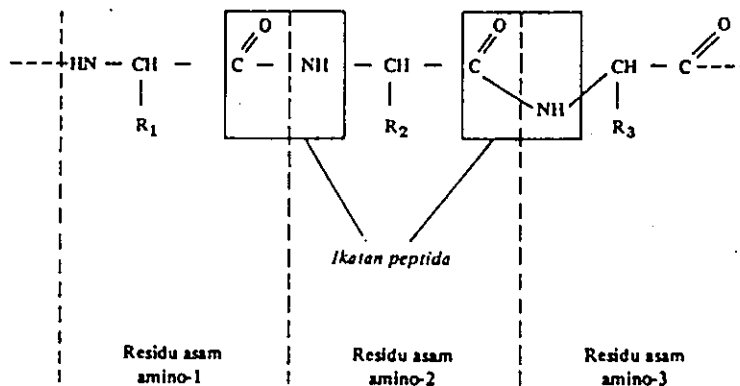 O O O
HN – CH – C – NH – CH – C CH – C
NH
R1 R2 R3
Ikatan peptida
Residu asam Residu asam Residu asam
amino-1 amino-2 amino-3